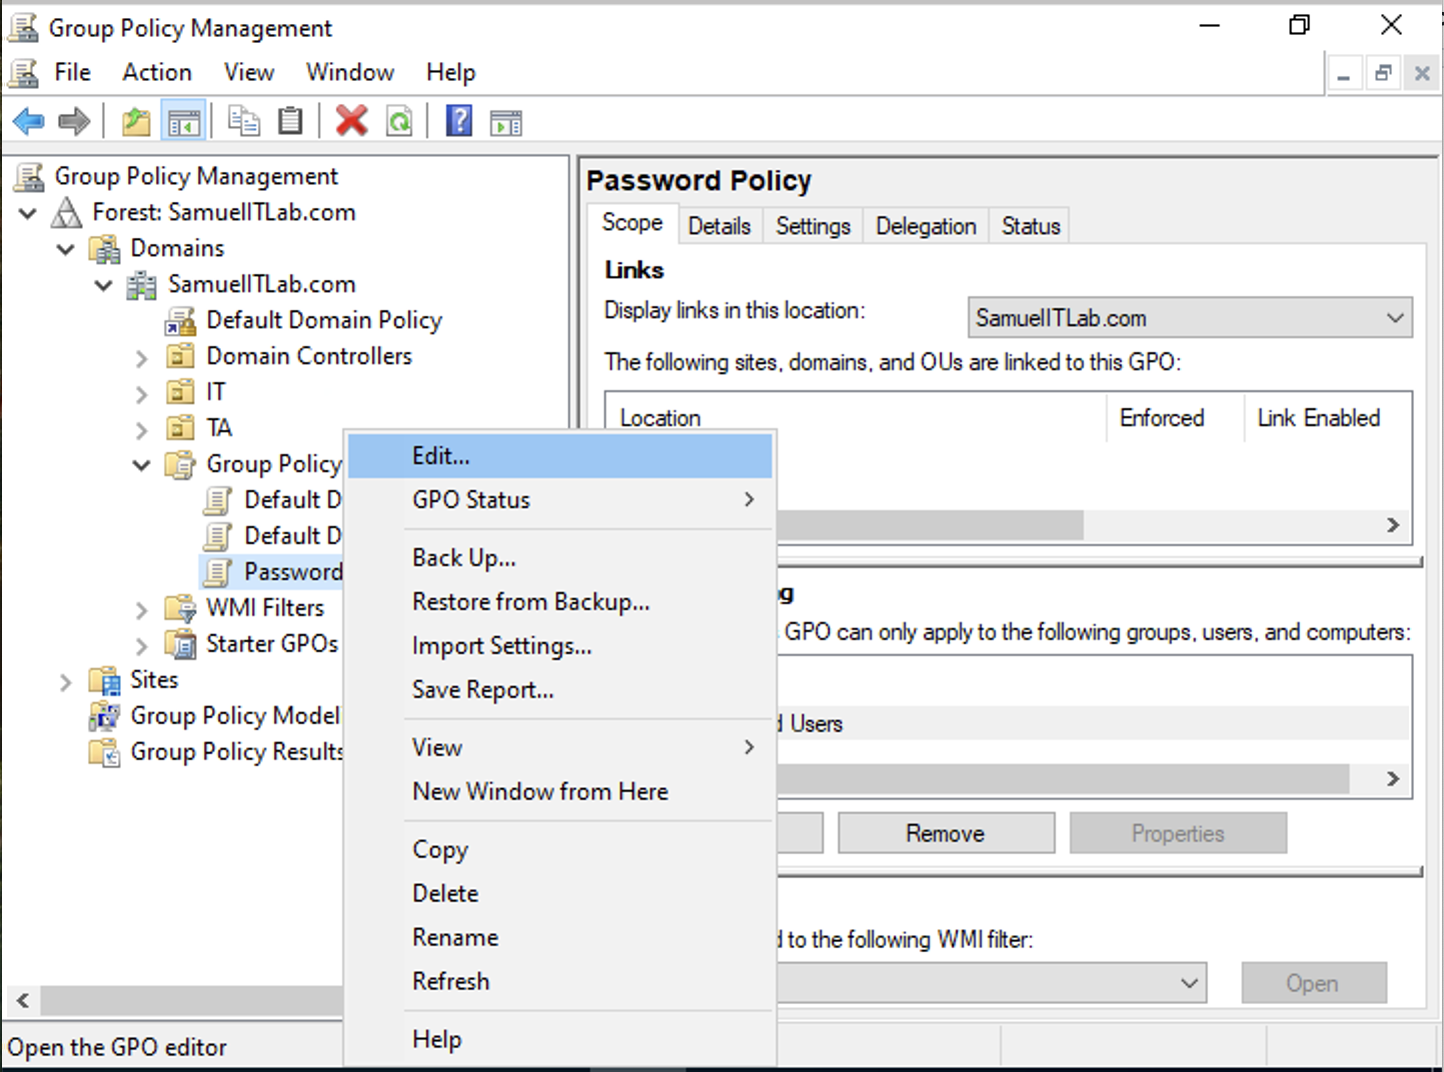 Group Policy Management
File Action View Window Help
Group Policy Management
Forest: SamuelITLab.com
Domains
SamuelITLab.com
Default Domain Policy
Domain Controllers
IT
TA
Group Policy
Default D
Default D
Password
WMI Filters
Starter GPOs
Sites
Group Policy Model
Group Policy Results
Open the GPO editor
Edit...
GPO Status
Back Up...
Restore from Backup...
Import Settings...
Save Report...
View
New Window from Here
Copy
Delete
Rename
Refresh
Help
Password Policy
Scope Details Settings Delegation Status
Links
Display links in this location: SamuelITLab.com
The following sites, domains, and OUs are linked to this GPO:
Location Enforced Link Enabled
GPO can only apply to the following groups, users, and computers:
Users
Remove Properties
to the following WMI filter:
Open